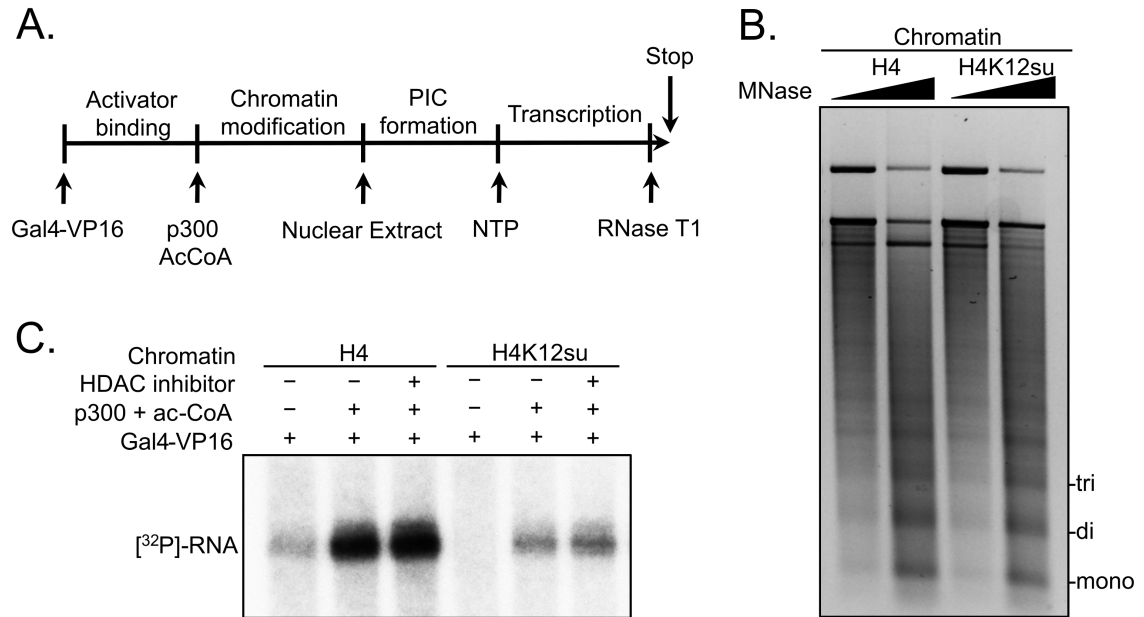 A.
Stop
Activator
binding
Chromatin
modification
PIC
formation
Transcription
Gal4-VP16
p300
AcCoA
Nuclear Extract
NTP
RNase T1
B.
Chromatin
H4 H4K12su
MNase
tri
di
mono
C.
Chromatin H4 H4K12su
HDAC inhibitor – – + – – +
p300 + ac-CoA – + + – + +
Gal4-VP16 + + + + + +
[³²P]-RNA